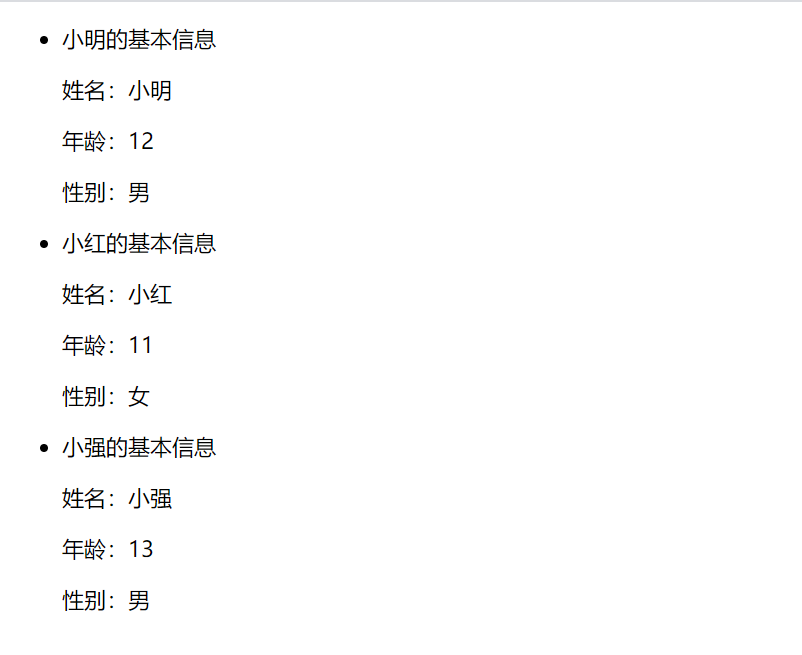 小明的基本信息
姓名：小明
年龄：12
性别：男
小红的基本信息
姓名：小红
年龄：11
性别：女
小强的基本信息
姓名：小强
年龄：13
性别：男